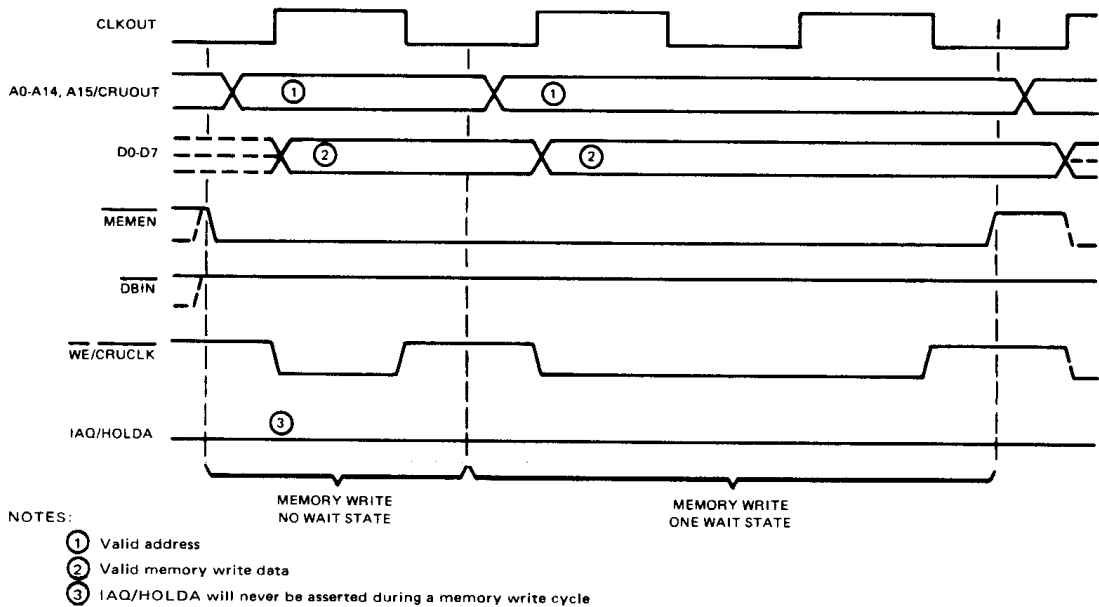 CLKOUT
A0-A14, A15/CRUOUT
1
1
D0-D7
2
2
MEMEN
DBIN
WE/CRUCLK
IAQ/HOLDA
3
MEMORY WRITE
NO WAIT STATE
MEMORY WRITE
ONE WAIT STATE
NOTES:
1 Valid address
2 Valid memory write data
3 IAQ/HOLDA will never be asserted during a memory write cycle